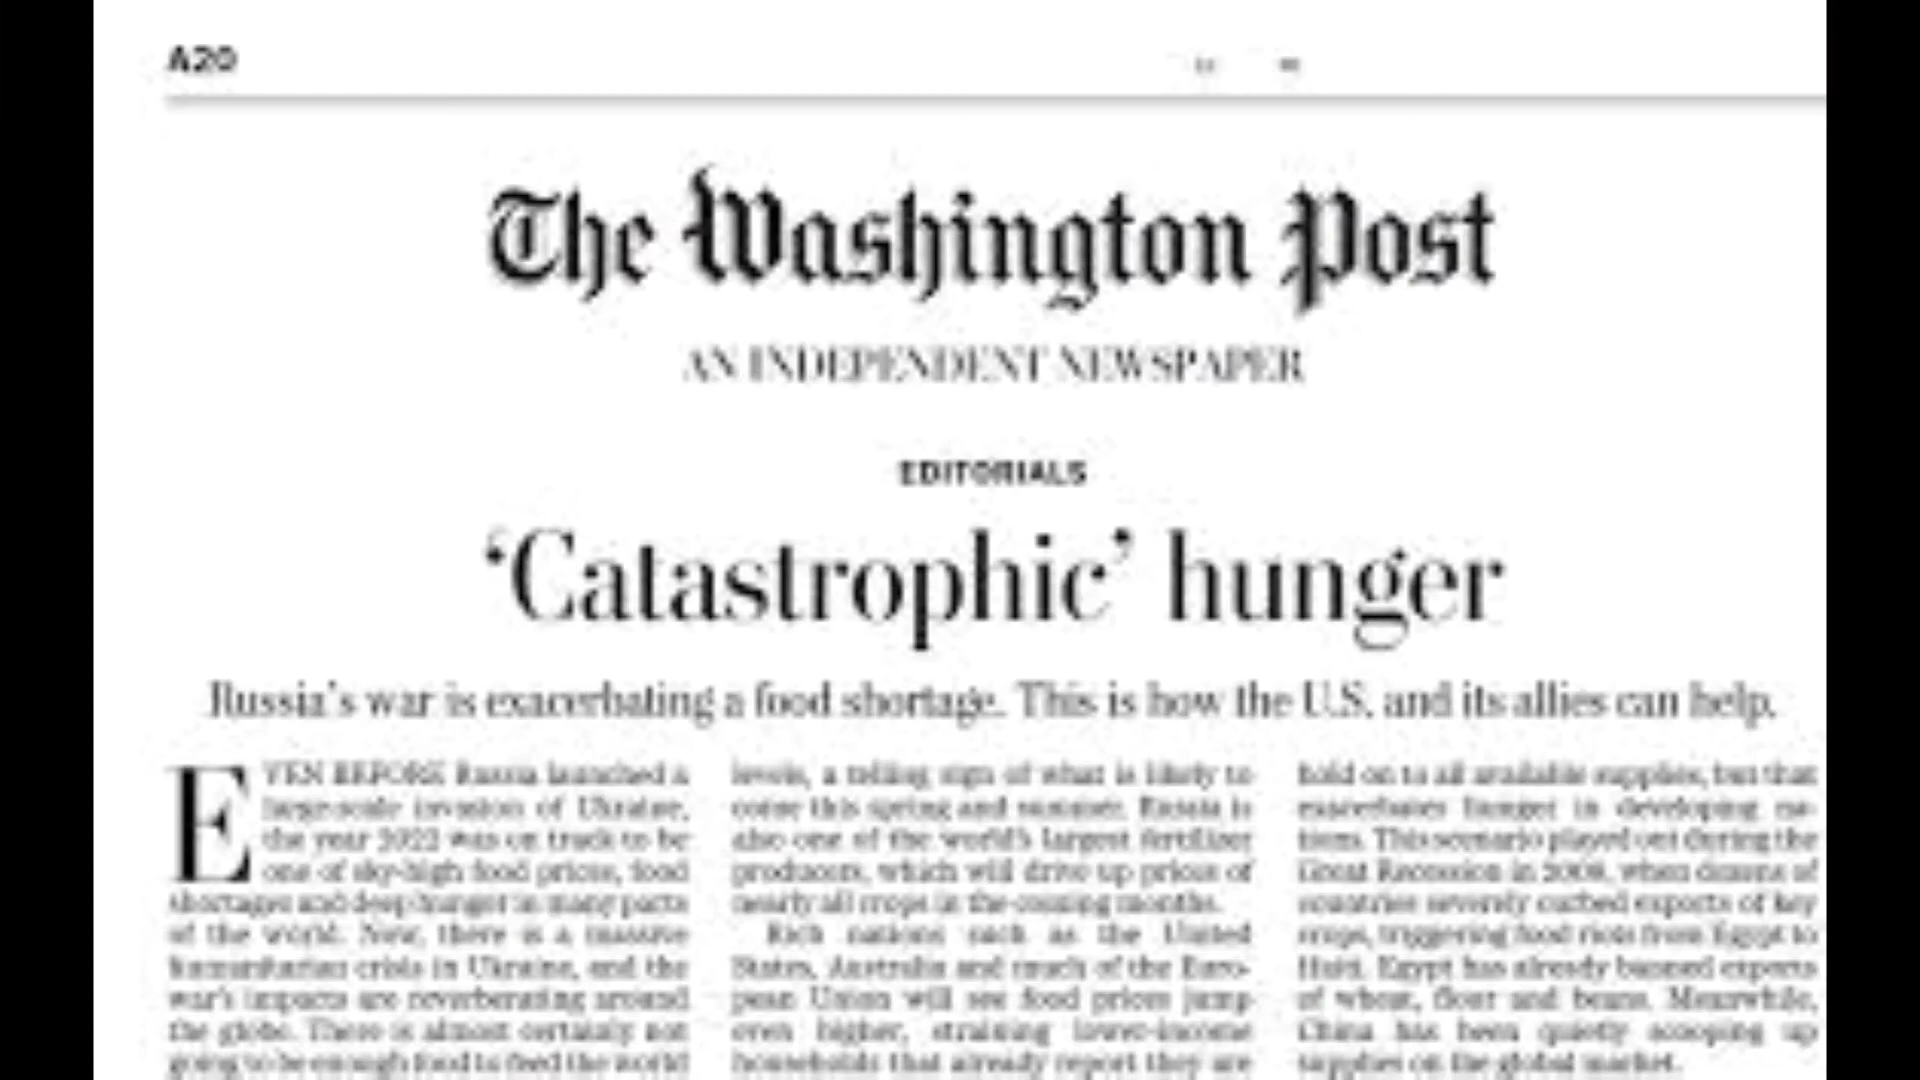 A20
The Washington Post
AN INDEPENDENT NEWSPAPER
EDITORIALS
‘Catastrophic’ hunger
Russia’s war is exacerbating a food shortage. This is how the U.S. and its allies can help.
EVEN BEFORE Russia launched a
large-scale invasion of Ukraine,
the year 2022 was on track to be
one of sky-high food prices, food
shortages and deep hunger in many parts
of the world. Now, there is a massive
humanitarian crisis in Ukraine, and the
war’s impacts are reverberating around
the globe. There is almost certainly not
going to be enough food to feed the world
levels, a telling sign of what is likely to
come this spring and summer. Russia is
also one of the world’s largest fertilizer
producers, which will drive up prices of
nearly all crops in the coming months.
Rich nations such as the United
States, Australia and much of the Euro-
pean Union will see food prices jump
even higher, straining lower-income
households that already report they are
hold on to all available supplies, but that
exacerbates hunger in developing na-
tions. This scenario played out during the
Great Recession in 2008, when dozens of
countries severely curbed exports of key
crops, triggering food riots from Egypt to
Haiti. Egypt has already banned exports
of wheat, flour and beans. Meanwhile,
China has been quietly scooping up
supplies on the global market.